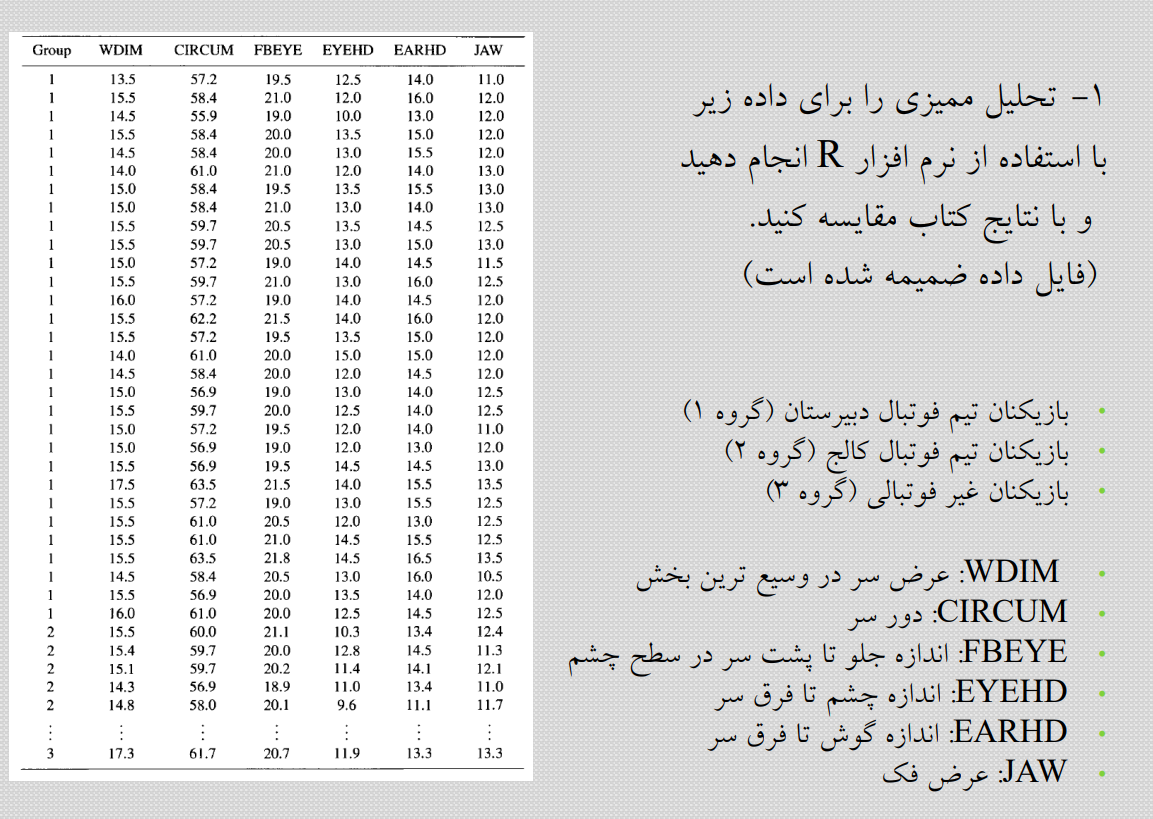 Group WDIM CIRCUM FBEYE EYEHD EARHD JAW
1 13.5 57.2 19.5 12.5 14.0 11.0
1 15.5 58.4 21.0 12.0 16.0 12.0
1 14.5 55.9 19.0 10.0 13.0 12.0
1 15.5 58.4 20.0 13.5 15.0 12.0
1 14.5 58.4 20.0 13.0 15.5 12.0
1 14.0 61.0 21.0 12.0 14.0 13.0
1 15.0 58.4 19.5 13.5 15.5 13.0
1 15.0 58.4 21.0 13.0 14.0 13.0
1 15.5 59.7 20.5 13.5 14.5 12.5
1 15.5 59.7 20.5 13.0 15.0 13.0
1 15.0 57.2 19.0 14.0 14.5 11.5
1 15.5 59.7 21.0 13.0 16.0 12.5
1 16.0 57.2 19.0 14.0 14.5 12.0
1 15.5 62.2 21.5 14.0 16.0 12.0
1 15.5 57.2 19.5 13.5 15.0 12.0
1 14.0 61.0 20.0 15.0 15.0 12.0
1 14.5 58.4 20.0 12.0 14.5 12.0
1 15.0 56.9 19.0 13.0 14.0 12.5
1 15.5 59.7 20.0 12.5 14.0 12.5
1 15.0 57.2 19.5 12.0 14.0 11.0
1 15.0 56.9 19.0 12.0 13.0 12.0
1 15.5 56.9 19.5 14.5 14.5 13.0
1 17.5 63.5 21.5 14.0 15.5 13.5
1 15.5 57.2 19.0 13.0 15.5 12.5
1 15.5 61.0 20.5 12.0 13.0 12.5
1 15.5 61.0 21.0 14.5 15.5 12.5
1 15.5 63.5 21.8 14.5 16.5 13.5
1 14.5 58.4 20.5 13.0 16.0 10.5
1 15.5 56.9 20.0 13.5 14.0 12.0
1 16.0 61.0 20.0 12.5 14.5 12.5
2 15.5 60.0 21.1 10.3 13.4 12.4
2 15.4 59.7 20.0 12.8 14.5 11.3
2 15.1 59.7 20.2 11.4 14.1 12.1
2 14.3 56.9 18.9 11.0 13.4 11.0
2 14.8 58.0 20.1 9.6 11.1 11.7
⋮ ⋮ ⋮ ⋮ ⋮ ⋮ ⋮
3 17.3 61.7 20.7 11.9 13.3 13.3
۱- تحلیل ممیزی را برای داده زیر
با استفاده از نرم افزار R انجام دهید
و با نتایج کتاب مقایسه کنید.
(فایل داده ضمیمه شده است)
• بازیکنان تیم فوتبال دبیرستان (گروه ۱)
• بازیکنان تیم فوتبال کالج (گروه ۲)
• بازیکنان غیر فوتبالی (گروه ۳)
• WDIM: عرض سر در وسیع ترین بخش
• CIRCUM: دور سر
• FBEYE: اندازه جلو تا پشت سر در سطح چشم
• EYEHD: اندازه چشم تا فرق سر
• EARHD: اندازه گوش تا فرق سر
• JAW: عرض فک